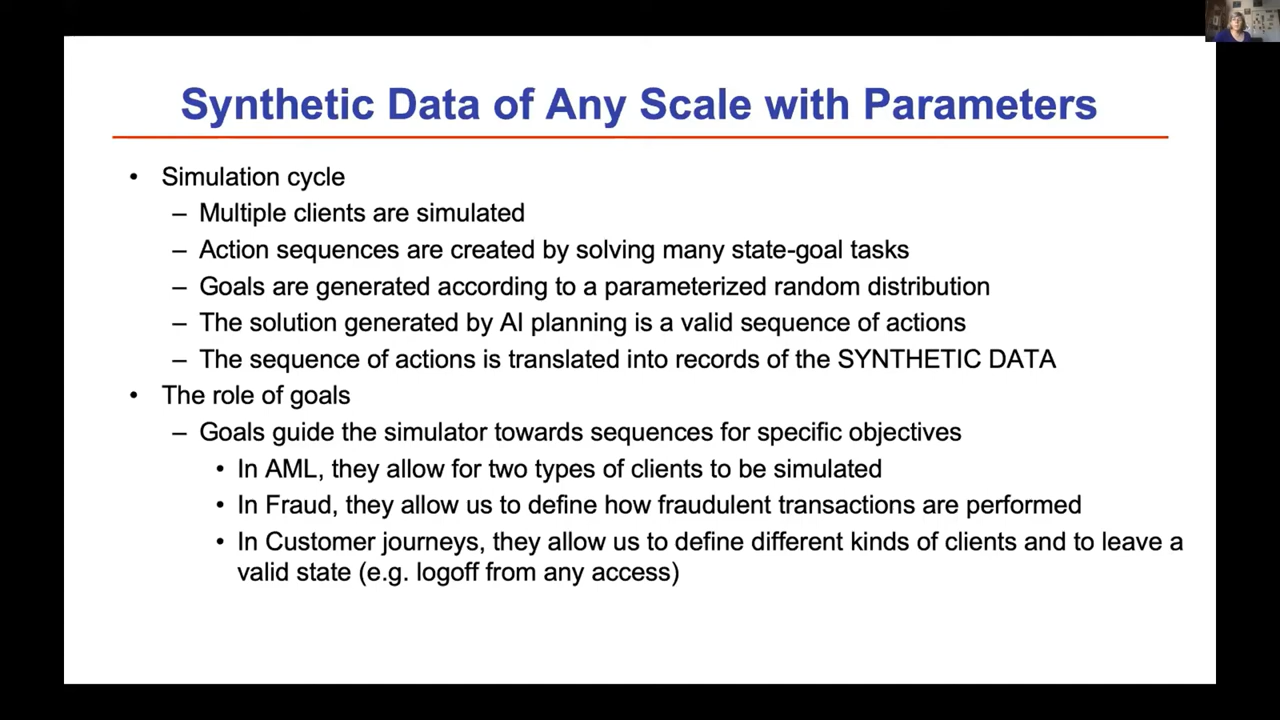 Synthetic Data of Any Scale with Parameters
• Simulation cycle
– Multiple clients are simulated
– Action sequences are created by solving many state-goal tasks
– Goals are generated according to a parameterized random distribution
– The solution generated by AI planning is a valid sequence of actions
– The sequence of actions is translated into records of the SYNTHETIC DATA
• The role of goals
– Goals guide the simulator towards sequences for specific objectives
• In AML, they allow for two types of clients to be simulated
• In Fraud, they allow us to define how fraudulent transactions are performed
• In Customer journeys, they allow us to define different kinds of clients and to leave a
valid state (e.g. logoff from any access)